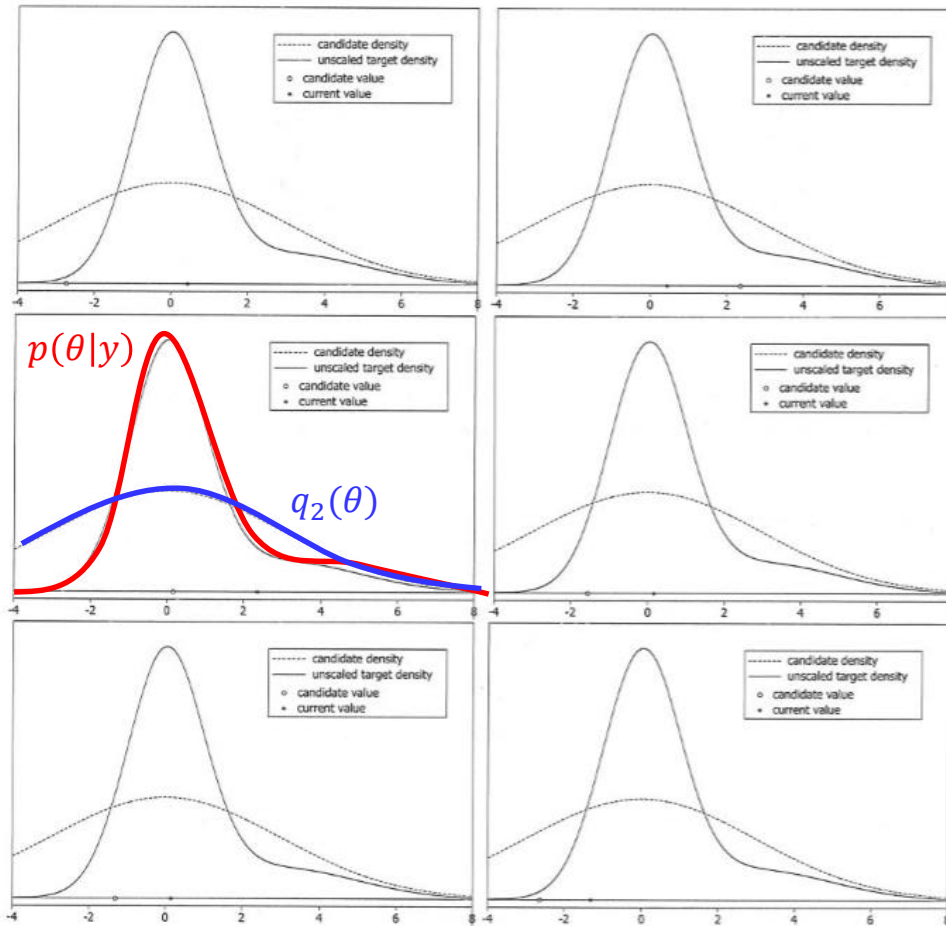 candidate density
unscaled target density
candidate value
current value
-4 -2 0 2 4 6 8
candidate density
unscaled target density
candidate value
current value
-4 -2 0 2 4 6 8
p(θ|y)
candidate density
unscaled target density
candidate value
current value
q₂(θ)
-4 -2 0 2 4 6 8
candidate density
unscaled target density
candidate value
current value
-4 -2 0 2 4 6
candidate density
unscaled target density
candidate value
current value
-4 -2 0 2 4 6 8
candidate density
unscaled target density
candidate value
current value
-4 -2 0 2 4 6 8